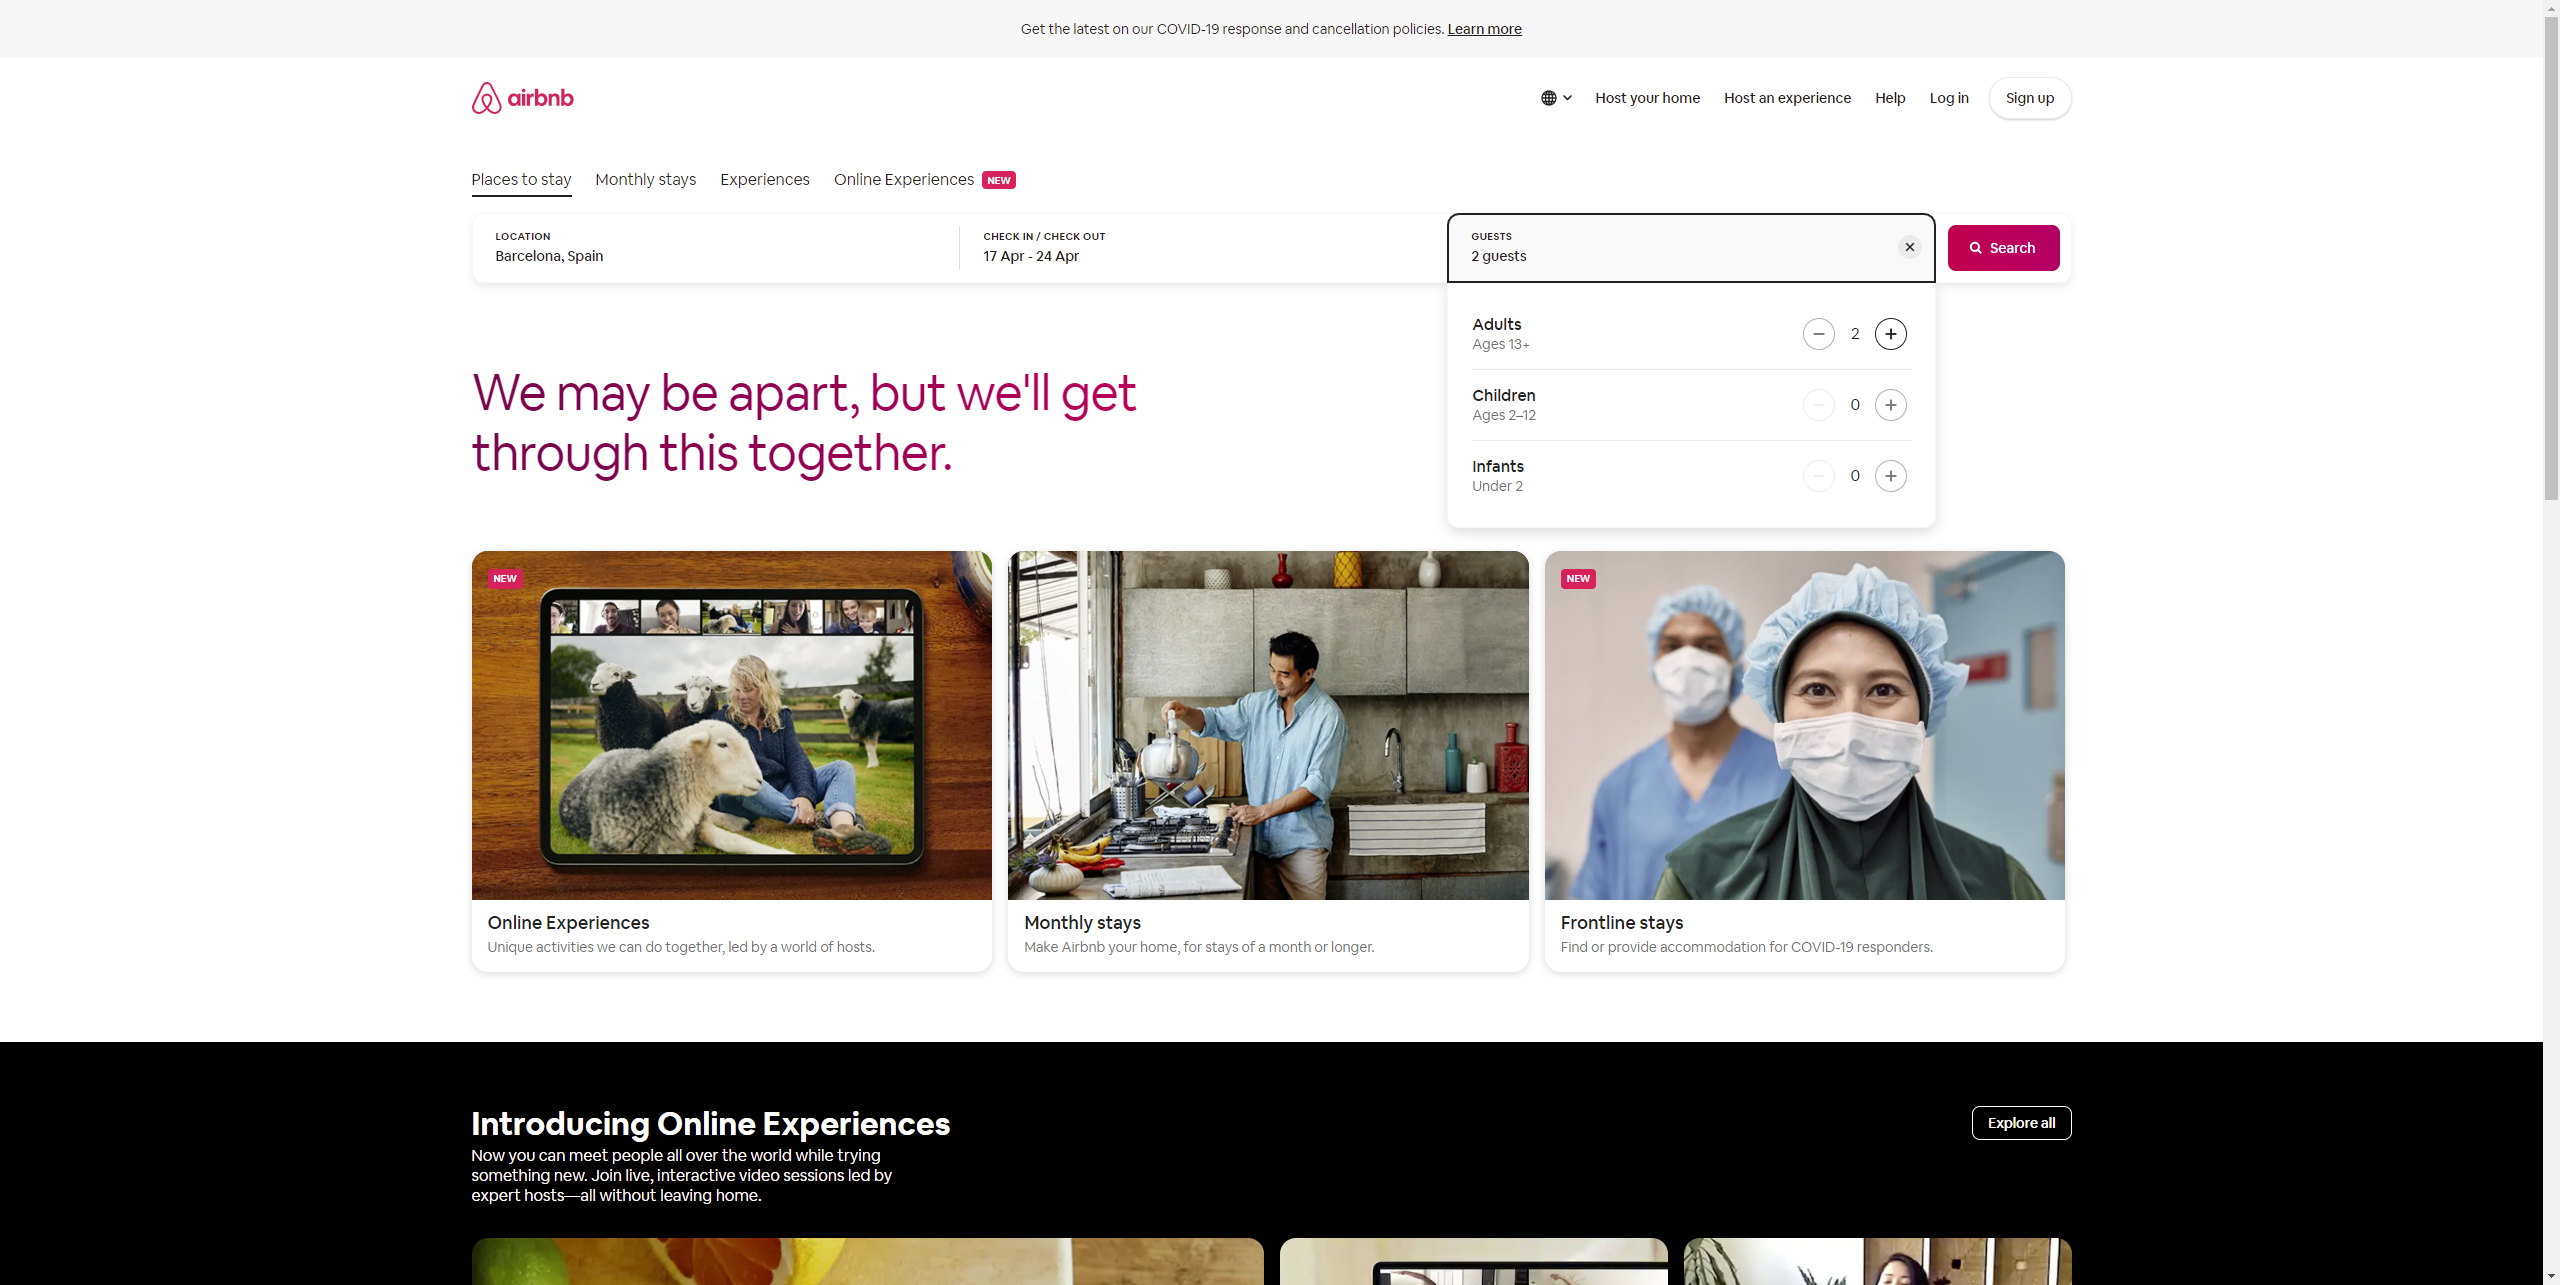 Get the latest on our COVID-19 response and cancellation policies. Learn more
airbnb
Host your home
Host an experience
Help
Log in
Sign up
Places to stay
Monthly stays
Experiences
Online Experiences NEW
LOCATION
Barcelona, Spain
CHECK IN / CHECK OUT
17 Apr - 24 Apr
GUESTS
2 guests
Search
Adults
Ages 13+
2
Children
Ages 2–12
0
Infants
Under 2
0
We may be apart, but we'll get
through this together.
NEW
Online Experiences
Unique activities we can do together, led by a world of hosts.
Monthly stays
Make Airbnb your home, for stays of a month or longer.
NEW
Frontline stays
Find or provide accommodation for COVID-19 responders.
Introducing Online Experiences
Now you can meet people all over the world while trying
something new. Join live, interactive video sessions led by
expert hosts—all without leaving home.
Explore all